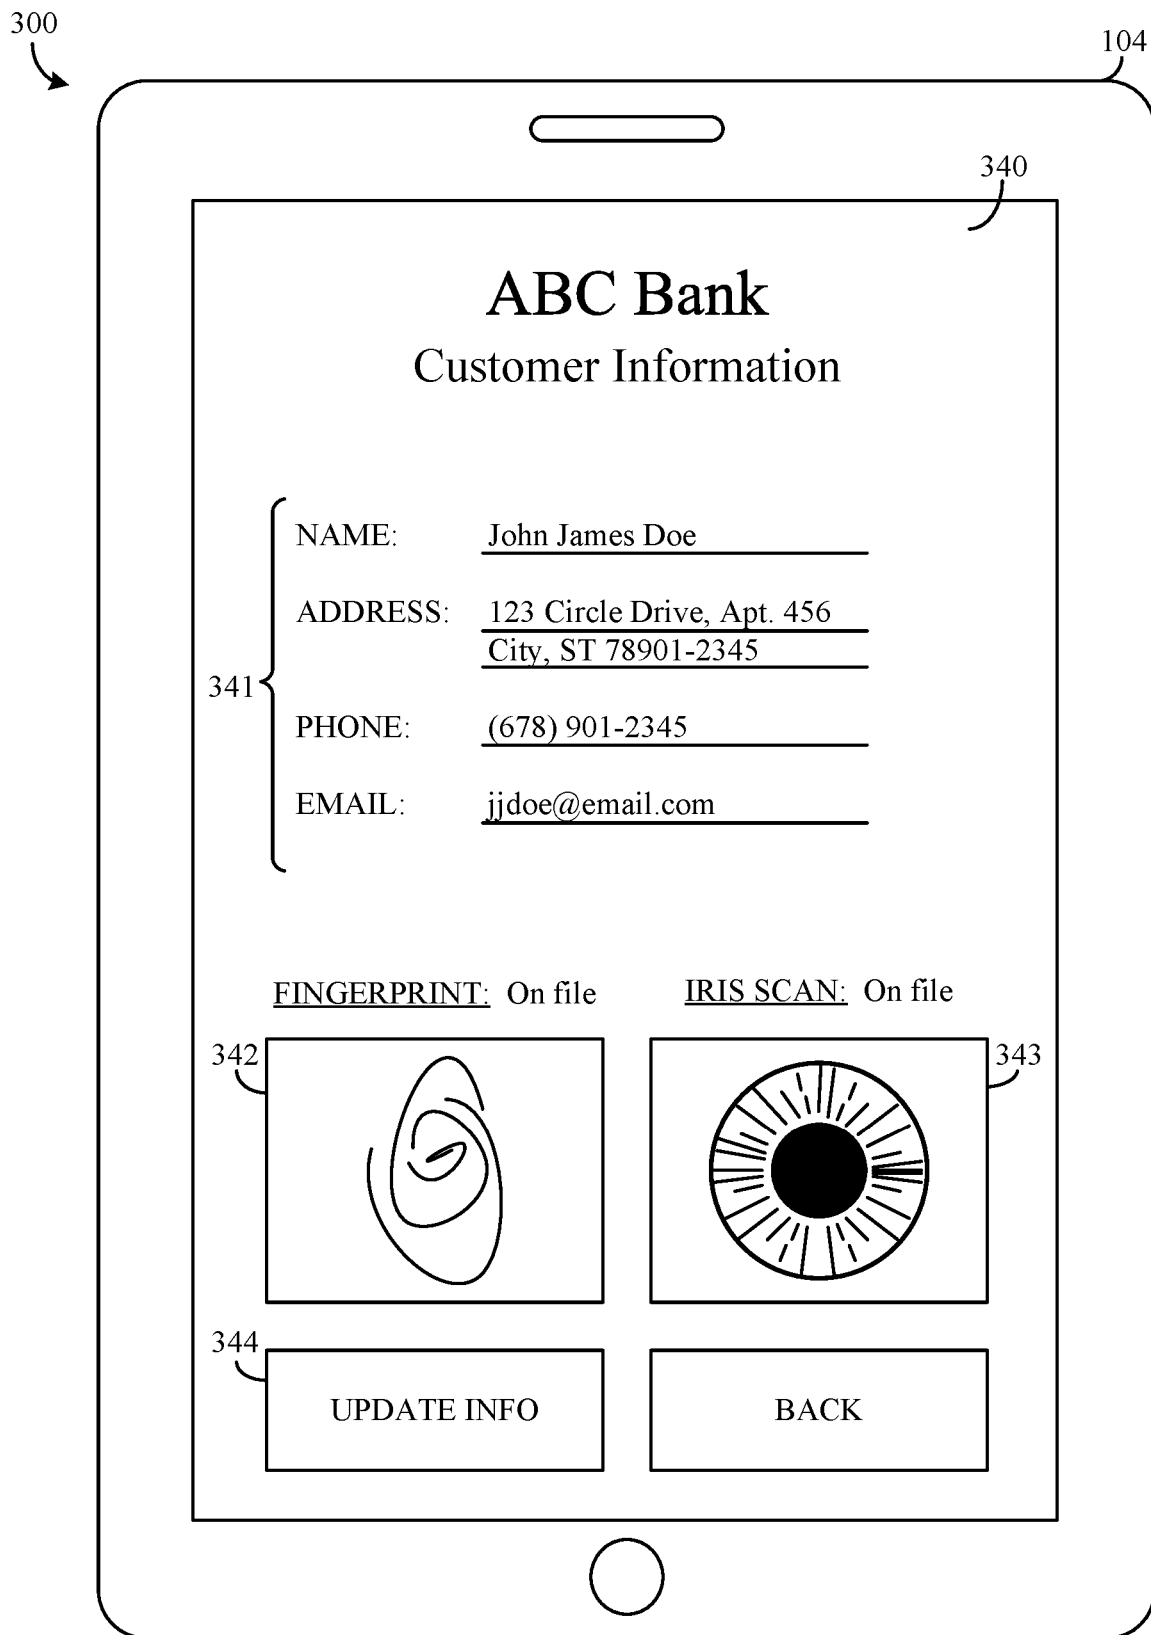 300
104
340
ABC Bank
Customer Information
NAME: John James Doe
ADDRESS: 123 Circle Drive, Apt. 456
City, ST 78901-2345
341
PHONE: (678) 901-2345
EMAIL: jjdoe@email.com
FINGERPRINT: On file
IRIS SCAN: On file
342
343
344
UPDATE INFO
BACK